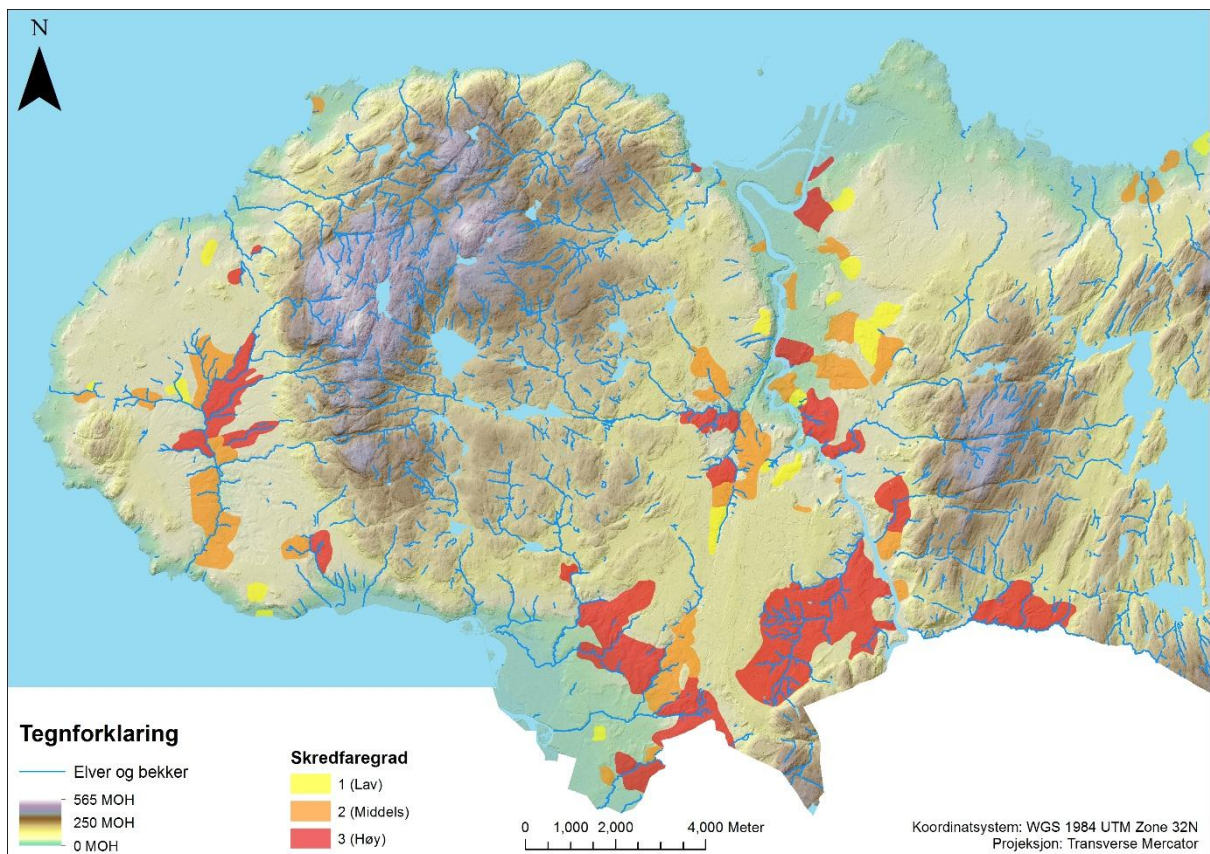 N
Tegnforklaring
Elver og bekker
565 MOH
250 MOH
0 MOH
Skredfaregrad
1 (Lav)
2 (Middels)
3 (Høy)
0 1,000 2,000 4,000 Meter
Koordinatsystem: WGS 1984 UTM Zone 32N
Projeksjon: Transverse Mercator